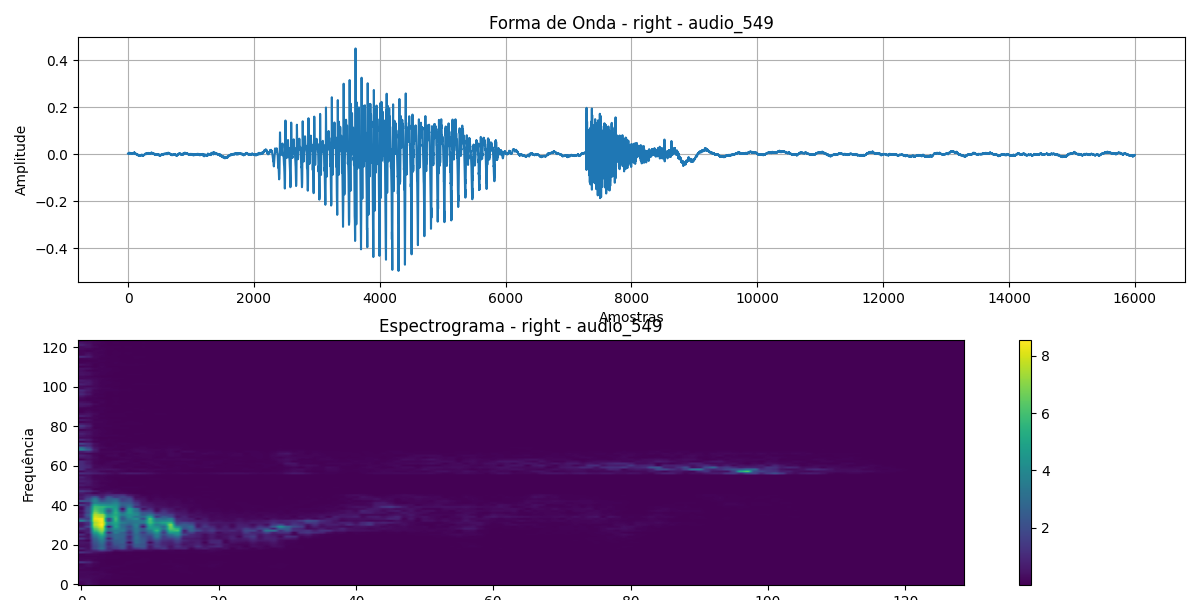 Forma de Onda - right - audio_549
Amplitude
0.4
0.2
0.0
−0.2
−0.4
0 2000 4000 6000 8000 10000 12000 14000 16000
Amostras
Espectrograma - right - audio_549
Frequência
120
100
80
60
40
20
0
0 20 40 60 80 100 120
8
6
4
2